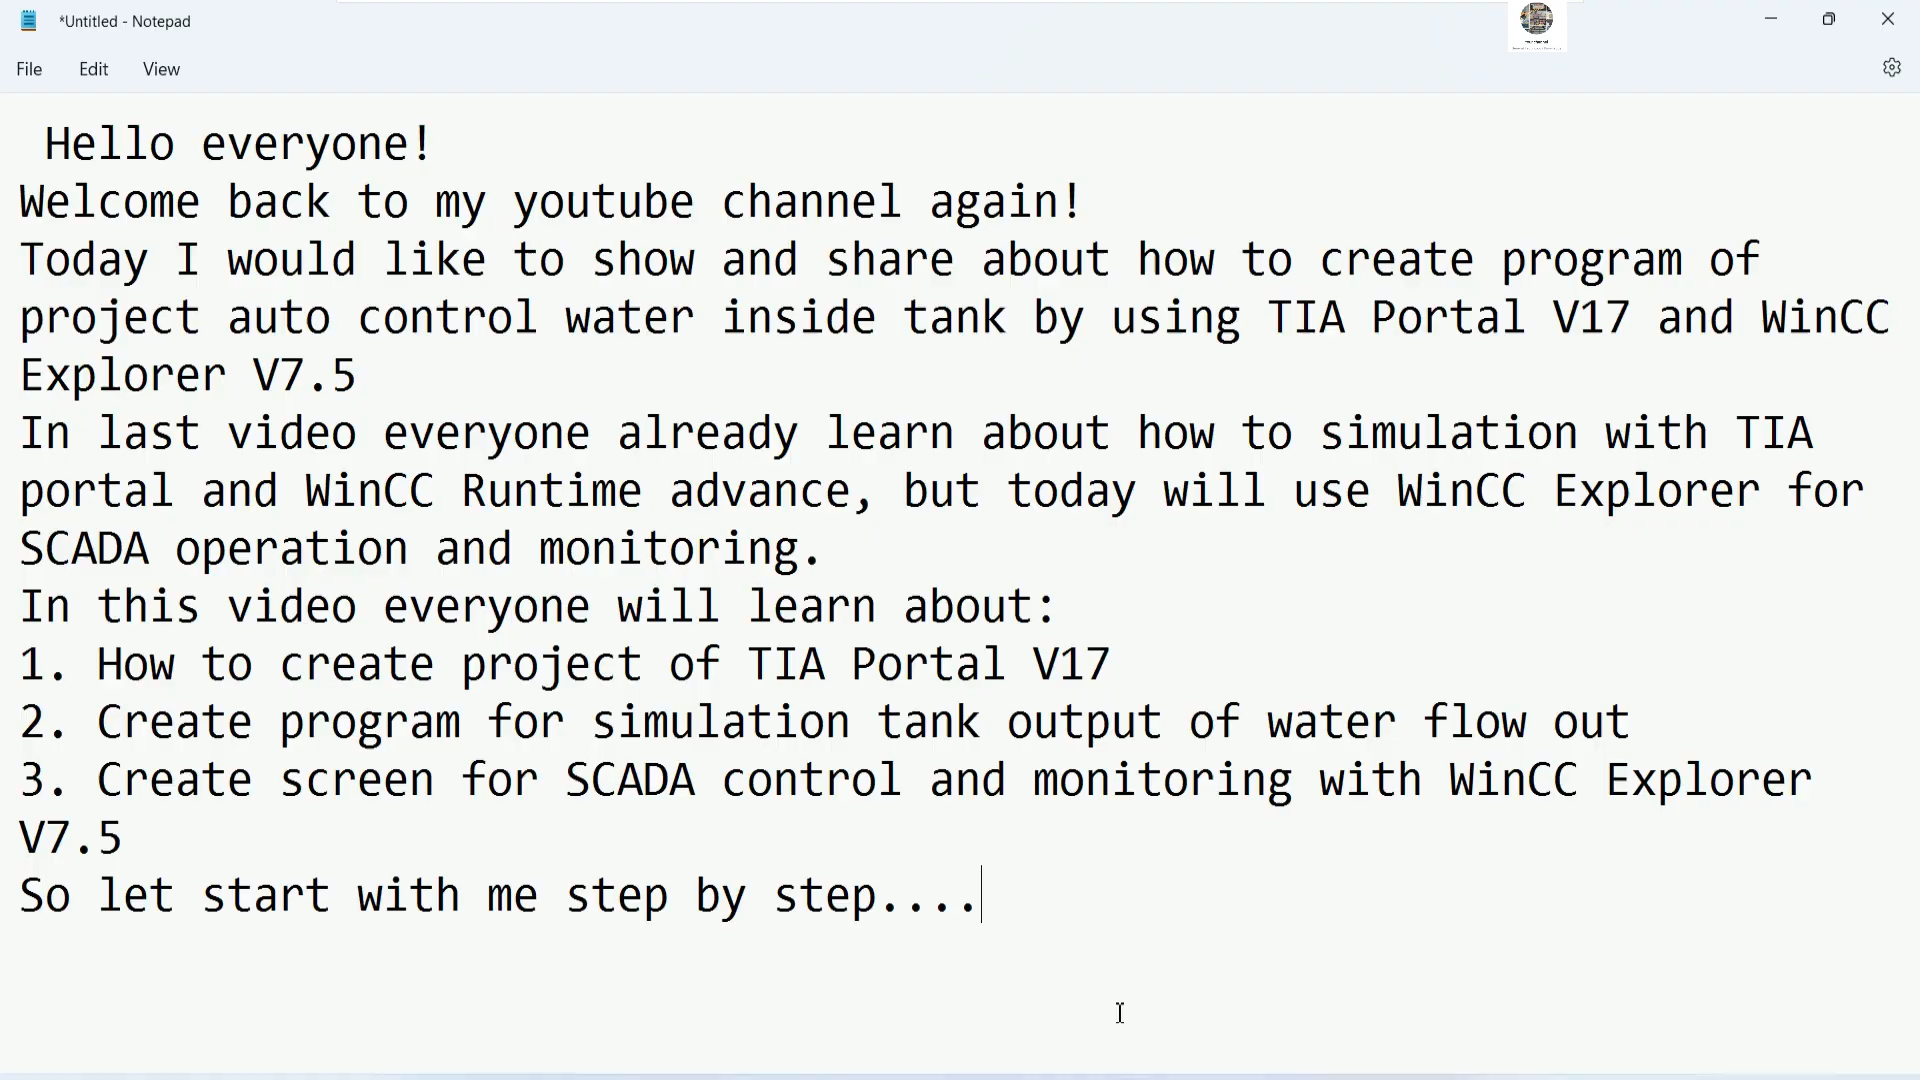 *Untitled - Notepad
File Edit View
Hello everyone!
Welcome back to my youtube channel again!
Today I would like to show and share about how to create program of
project auto control water inside tank by using TIA Portal V17 and WinCC
Explorer V7.5
In last video everyone already learn about how to simulation with TIA
portal and WinCC Runtime advance, but today will use WinCC Explorer for
SCADA operation and monitoring.
In this video everyone will learn about:
1. How to create project of TIA Portal V17
2. Create program for simulation tank output of water flow out
3. Create screen for SCADA control and monitoring with WinCC Explorer
V7.5
So let start with me step by step....